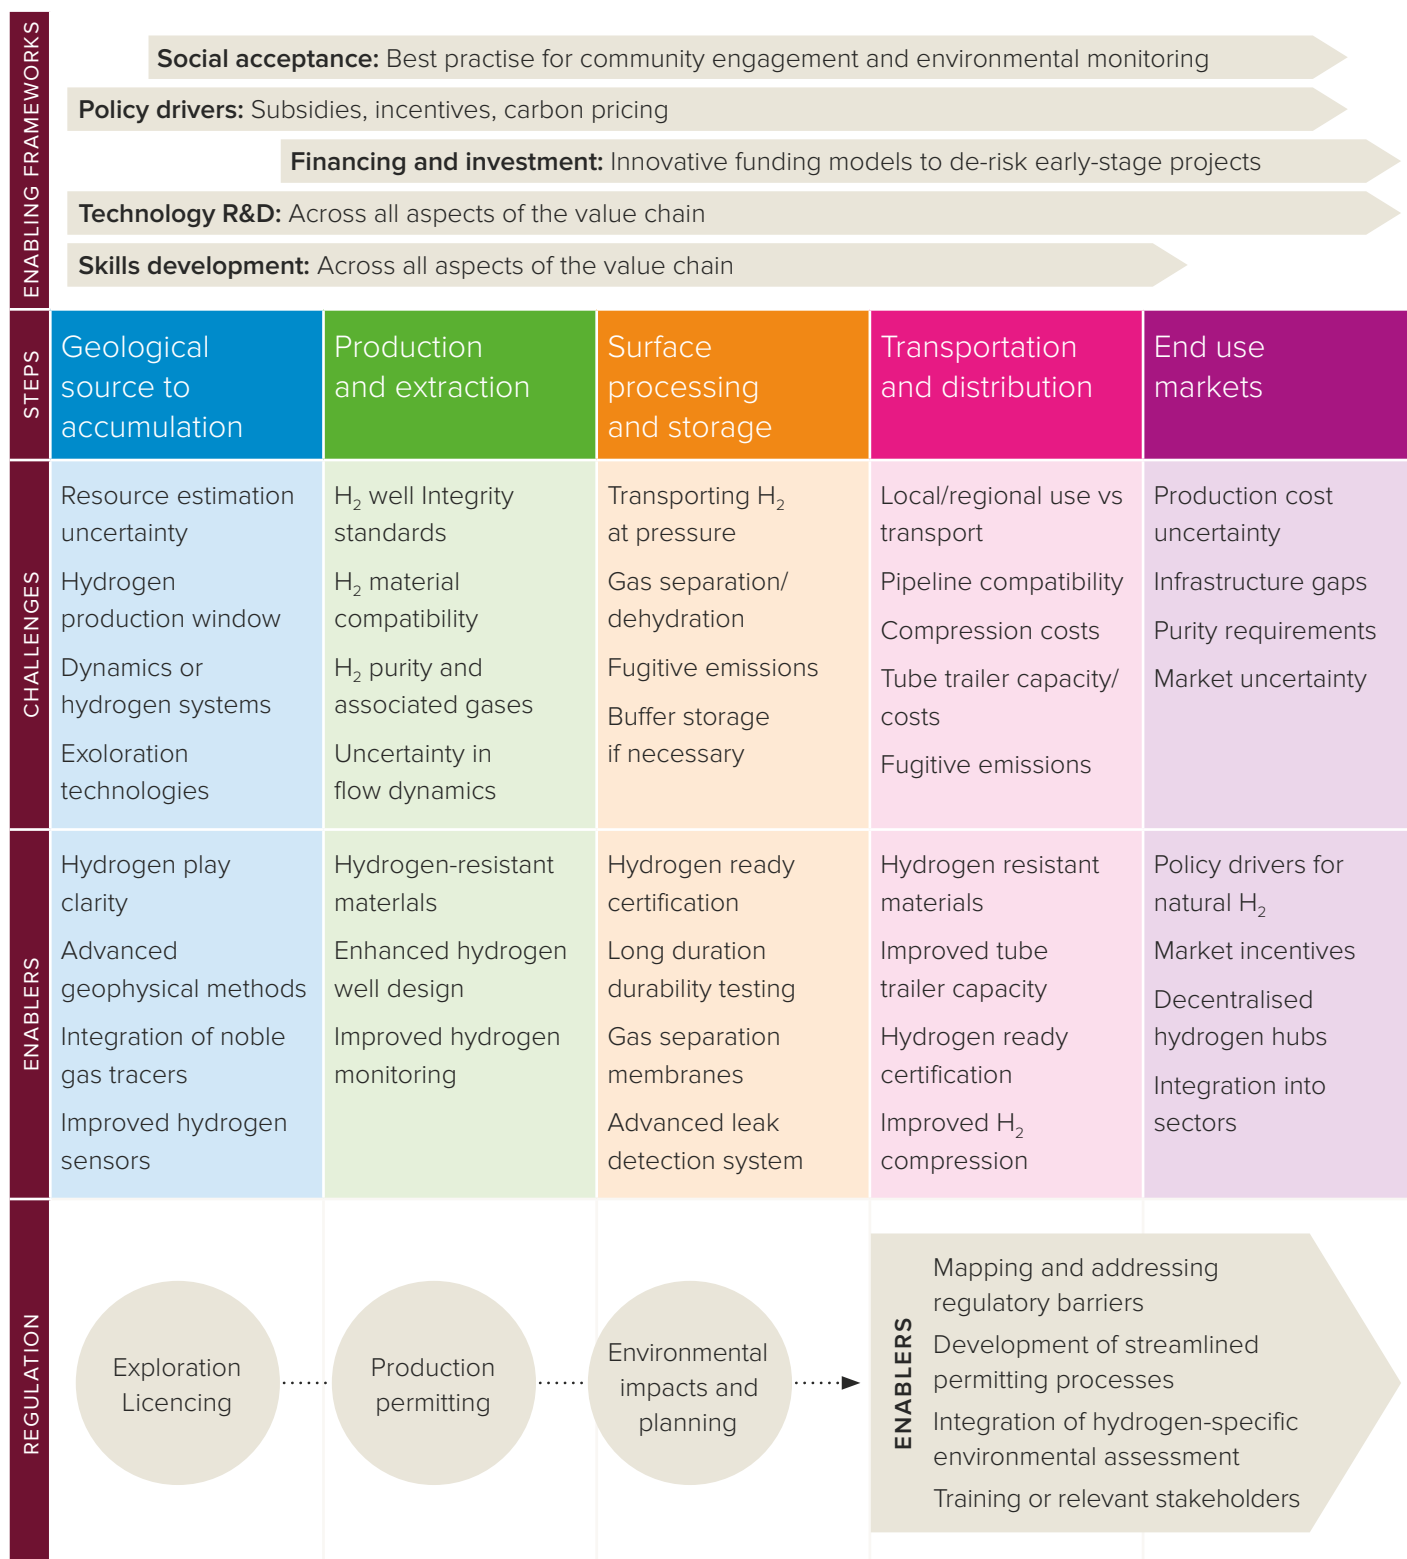 ENABLING FRAMEWORKS
Social acceptance: Best practise for community engagement and environmental monitoring
Policy drivers: Subsidies, incentives, carbon pricing
Financing and investment: Innovative funding models to de-risk early-stage projects
Technology R&D: Across all aspects of the value chain
Skills development: Across all aspects of the value chain
STEPS
Geological
source to
accumulation
Production
and extraction
Surface
processing
and storage
Transportation
and distribution
End use
markets
CHALLENGES
Resource estimation
uncertainty
Hydrogen
production window
Dynamics or
hydrogen systems
Exoloration
technologies
H₂ well Integrity
standards
H₂ material
compatibility
H₂ purity and
associated gases
Uncertainty in
flow dynamics
Transporting H₂
at pressure
Gas separation/
dehydration
Fugitive emissions
Buffer storage
if necessary
Local/regional use vs
transport
Pipeline compatibility
Compression costs
Tube trailer capacity/
costs
Fugitive emissions
Production cost
uncertainty
Infrastructure gaps
Purity requirements
Market uncertainty
ENABLERS
Hydrogen play
clarity
Advanced
geophysical methods
Integration of noble
gas tracers
Improved hydrogen
sensors
Hydrogen-resistant
materlals
Enhanced hydrogen
well design
Improved hydrogen
monitoring
Hydrogen ready
certification
Long duration
durability testing
Gas separation
membranes
Advanced leak
detection system
Hydrogen resistant
materials
Improved tube
trailer capacity
Hydrogen ready
certification
Improved H₂
compression
Policy drivers for
natural H₂
Market incentives
Decentralised
hydrogen hubs
Integration into
sectors
REGULATION
Exploration
Licencing
Production
permitting
Environmental
impacts and
planning
ENABLERS
Mapping and addressing
regulatory barriers
Development of streamlined
permitting processes
Integration of hydrogen-specific
environmental assessment
Training or relevant stakeholders